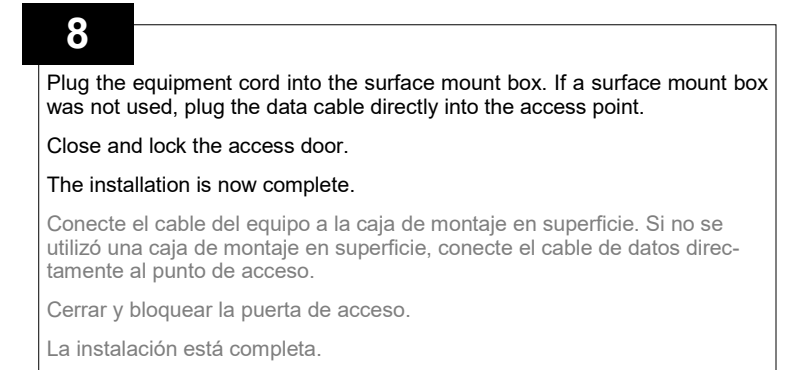 8
Plug the equipment cord into the surface mount box. If a surface mount box
was not used, plug the data cable directly into the access point.
Close and lock the access door.
The installation is now complete.
Conecte el cable del equipo a la caja de montaje en superficie. Si no se
utilizó una caja de montaje en superficie, conecte el cable de datos direc-
tamente al punto de acceso.
Cerrar y bloquear la puerta de acceso.
La instalación está completa.